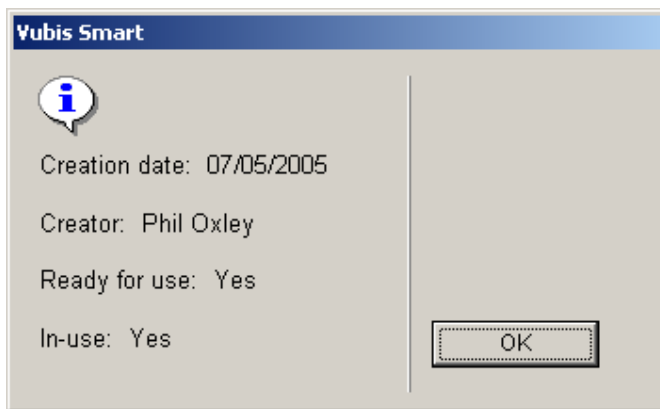 Vubis Smart
Creation date: 07/05/2005
Creator: Phil Oxley
Ready for use: Yes
In-use: Yes
OK